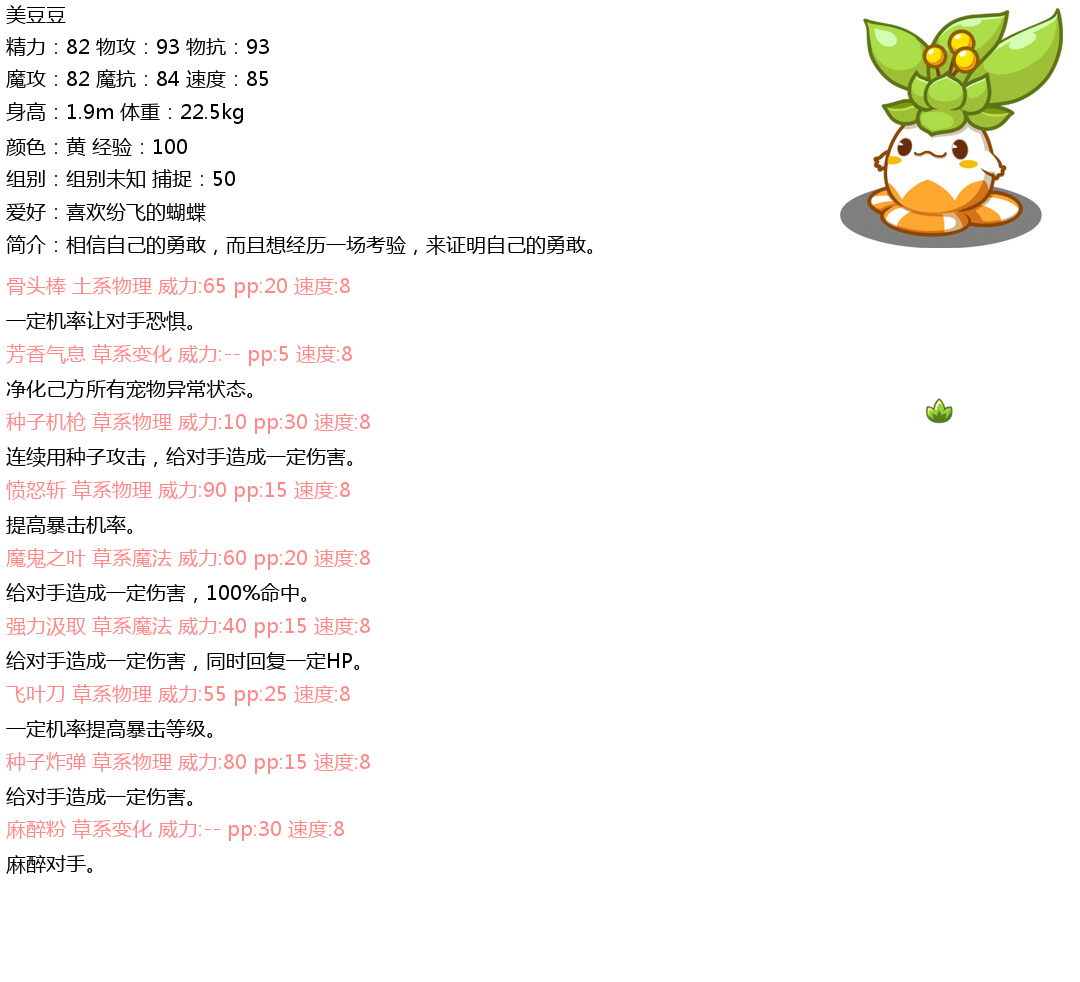 美豆豆
精力：82 物攻：93 物抗：93
魔攻：82 魔抗：84 速度：85
身高：1.9m 体重：22.5kg
颜色：黄 经验：100
组别：组别未知 捕捉：50
爱好：喜欢纷飞的蝴蝶
简介：相信自己的勇敢，而且想经历一场考验，来证明自己的勇敢。
骨头棒 土系物理 威力:65 pp:20 速度:8
一定机率让对手恐惧。
芳香气息 草系变化 威力:-- pp:5 速度:8
净化己方所有宠物异常状态。
种子机枪 草系物理 威力:10 pp:30 速度:8
连续用种子攻击，给对手造成一定伤害。
愤怒斩 草系物理 威力:90 pp:15 速度:8
提高暴击机率。
魔鬼之叶 草系魔法 威力:60 pp:20 速度:8
给对手造成一定伤害，100%命中。
强力汲取 草系魔法 威力:40 pp:15 速度:8
给对手造成一定伤害，同时回复一定HP。
飞叶刀 草系物理 威力:55 pp:25 速度:8
一定机率提高暴击等级。
种子炸弹 草系物理 威力:80 pp:15 速度:8
给对手造成一定伤害。
麻醉粉 草系变化 威力:-- pp:30 速度:8
麻醉对手。